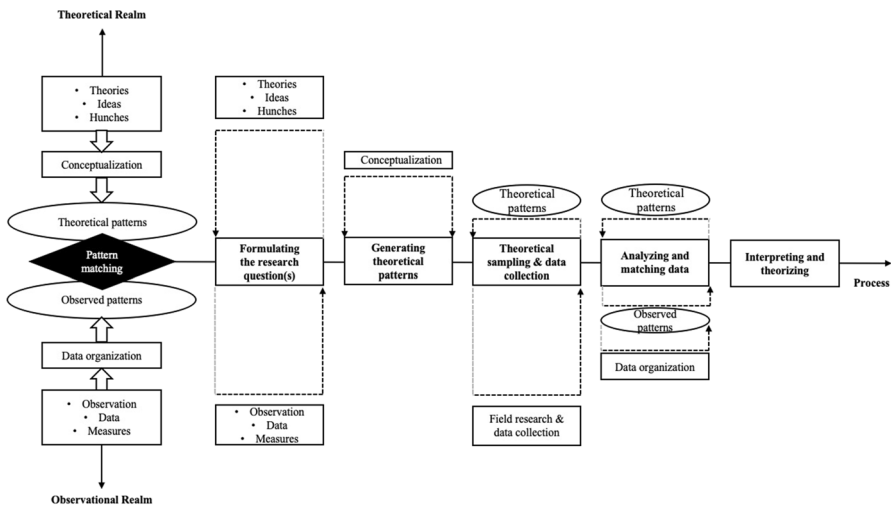 Theoretical Realm
• Theories
• Ideas
• Hunches
Conceptualization
Theoretical patterns
Pattern
matching
Observed patterns
Data organization
• Observation
• Data
• Measures
Observational Realm
• Theories
• Ideas
• Hunches
Formulating
the research
question(s)
• Observation
• Data
• Measures
Conceptualization
Generating
theoretical
patterns
Theoretical
patterns
Theoretical
sampling & data
collection
Field research &
data collection
Theoretical
patterns
Analyzing and
matching data
Observed
patterns
Data organization
Interpreting and
theorizing
Process